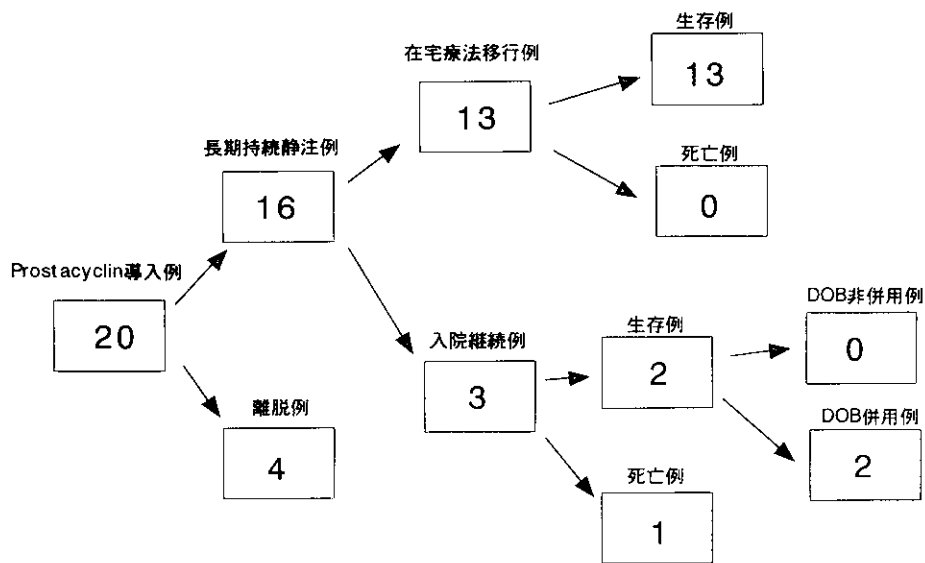 生存例
13
在宅療法移行例
13
死亡例
0
長期持続静注例
16
Prostacyclin導入例
20
離脱例
4
入院継続例
3
生存例
2
DOB非併用例
0
DOB併用例
2
死亡例
1